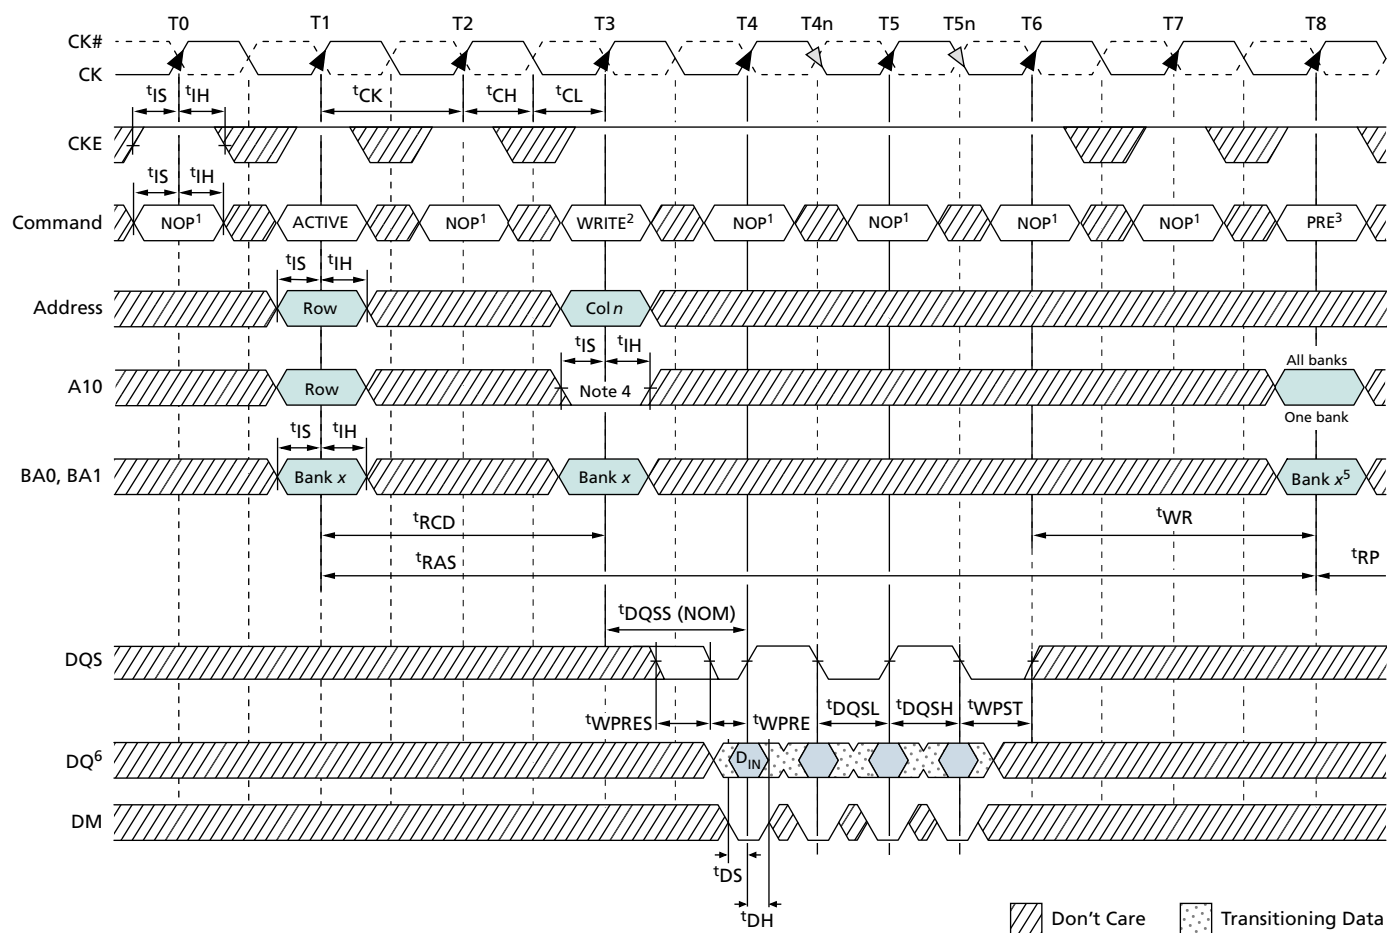 T0 T1 T2 T3 T4 T4n T5 T5n T6 T7 T8
CK#
CK
tIS tIH tCK tCH tCL
CKE
tIS tIH
Command NOP1 ACTIVE NOP1 WRITE2 NOP1 NOP1 NOP1 NOP1 PRE3
tIS tIH
Address Row Col n
tIS tIH
All banks
A10 Row Note 4
One bank
tIS tIH
BA0, BA1 Bank x Bank x Bank x5
tRCD tWR
tRAS tRP
tDQSS (NOM)
DQS
tWPRES tWPRE tDQSL tDQSH tWPST
DQ6 DIN
DM
tDS
tDH
Don't Care Transitioning Data